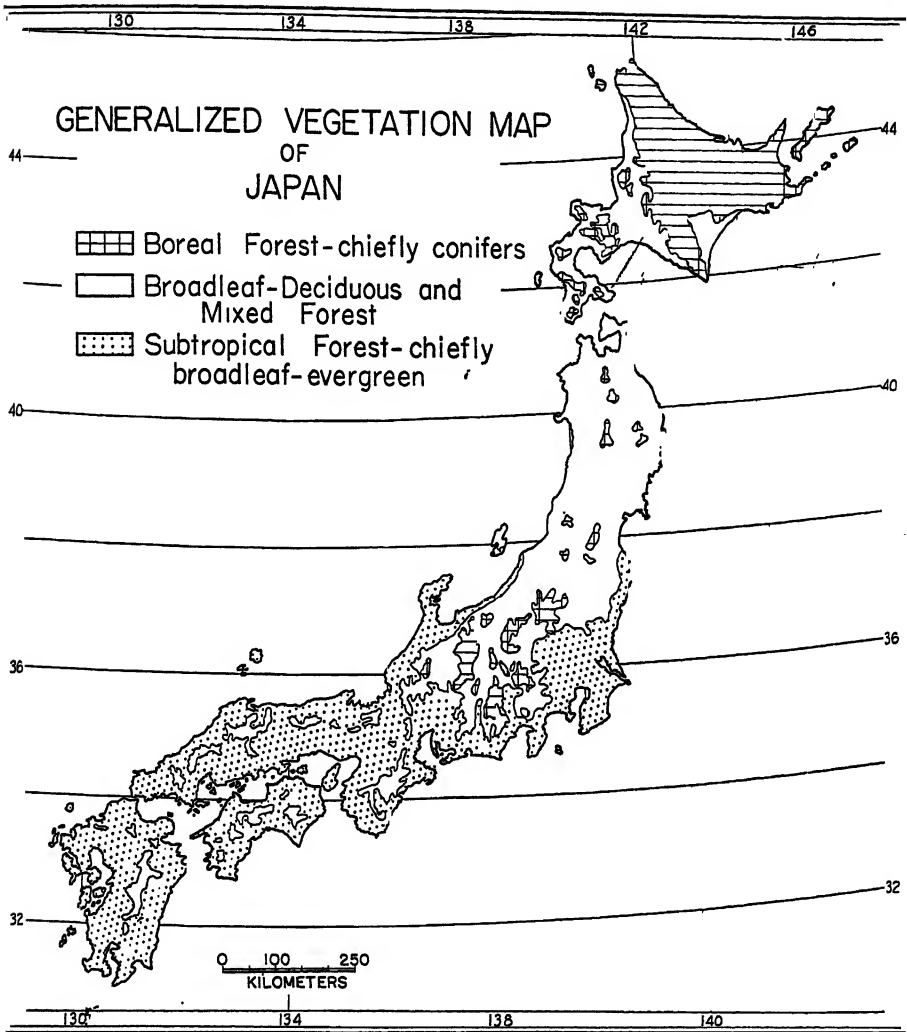 130 134 138 142 146
GENERALIZED VEGETATION MAP
OF
JAPAN
44 44
Boreal Forest-chiefly conifers
Broadleaf-Deciduous and
Mixed Forest
Subtropical Forest-chiefly
broadleaf-evergreen
40 40
36 36
32 32
0 100 250
KILOMETERS
130 134 138 140